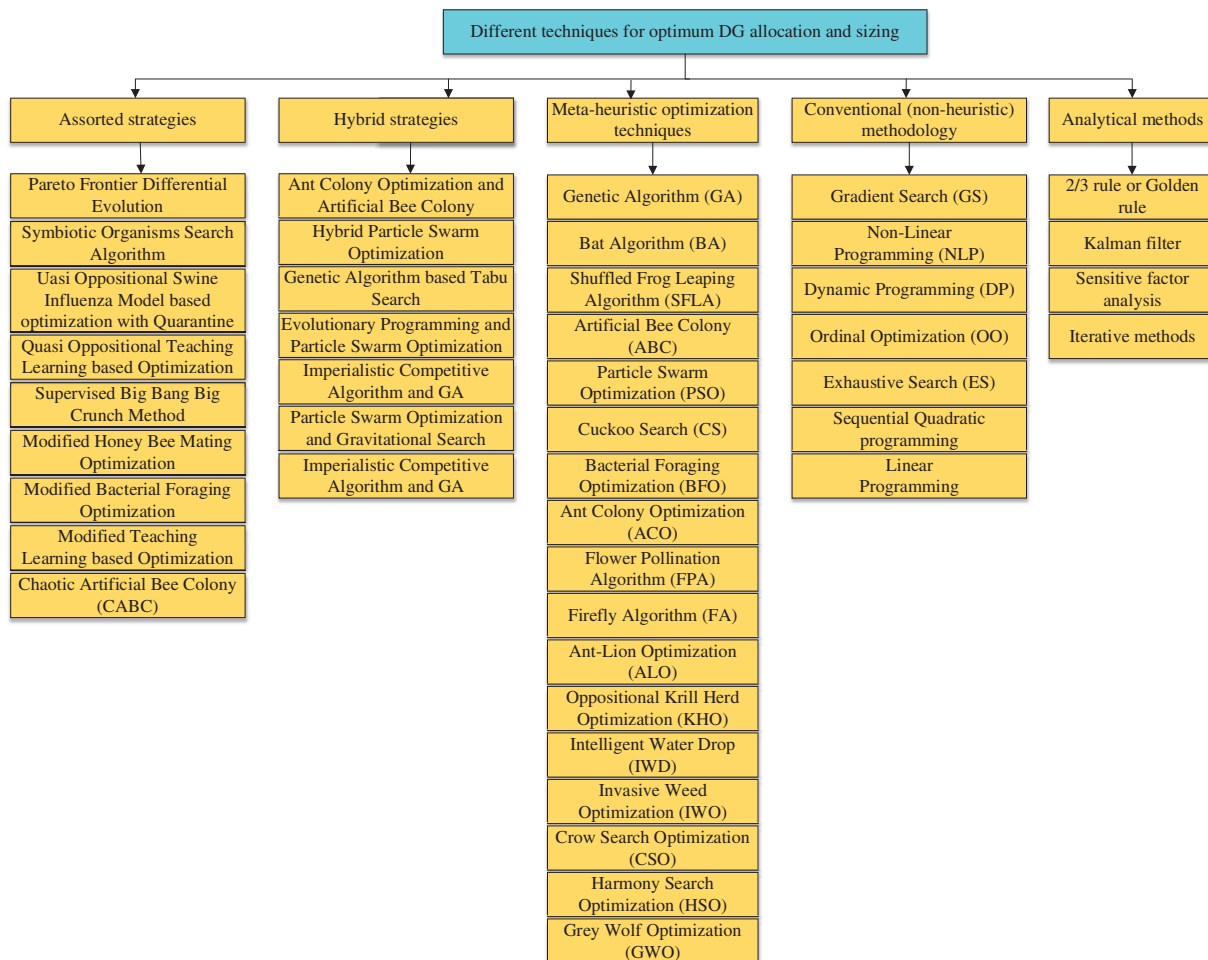 Different techniques for optimum DG allocation and sizing
Assorted strategies
Pareto Frontier Differential
Evolution
Symbiotic Organisms Search
Algorithm
Uasi Oppositional Swine
Influenza Model based
optimization with Quarantine
Quasi Oppositional Teaching
Learning based Optimization
Supervised Big Bang Big
Crunch Method
Modified Honey Bee Mating
Optimization
Modified Bacterial Foraging
Optimization
Modified Teaching
Learning based Optimization
Chaotic Artificial Bee Colony
(CABC)
Hybrid strategies
Ant Colony Optimization and
Artificial Bee Colony
Hybrid Particle Swarm
Optimization
Genetic Algorithm based Tabu
Search
Evolutionary Programming and
Particle Swarm Optimization
Imperialistic Competitive
Algorithm and GA
Particle Swarm Optimization
and Gravitational Search
Imperialistic Competitive
Algorithm and GA
Meta-heuristic optimization
techniques
Genetic Algorithm (GA)
Bat Algorithm (BA)
Shuffled Frog Leaping
Algorithm (SFLA)
Artificial Bee Colony
(ABC)
Particle Swarm
Optimization (PSO)
Cuckoo Search (CS)
Bacterial Foraging
Optimization (BFO)
Ant Colony Optimization
(ACO)
Flower Pollination
Algorithm (FPA)
Firefly Algorithm (FA)
Ant-Lion Optimization
(ALO)
Oppositional Krill Herd
Optimization (KHO)
Intelligent Water Drop
(IWD)
Invasive Weed
Optimization (IWO)
Crow Search Optimization
(CSO)
Harmony Search
Optimization (HSO)
Grey Wolf Optimization
(GWO)
Conventional (non-heuristic)
methodology
Gradient Search (GS)
Non-Linear
Programming (NLP)
Dynamic Programming (DP)
Ordinal Optimization (OO)
Exhaustive Search (ES)
Sequential Quadratic
programming
Linear
Programming
Analytical methods
2/3 rule or Golden
rule
Kalman filter
Sensitive factor
analysis
Iterative methods